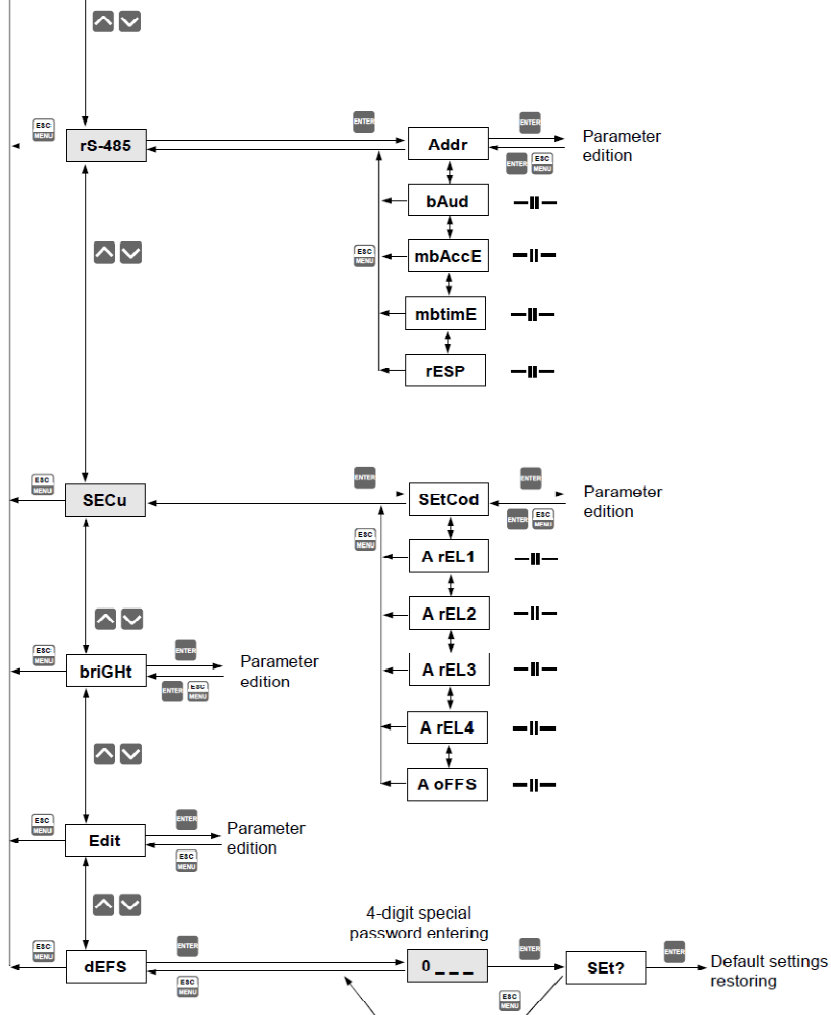 ESC
MENU
rS-485
ENTER
Addr
ENTER
Parameter
edition
ENTER
ESC
MENU
bAud
ESC
MENU
mbAccE
mbtimE
rESP
ESC
MENU
SECu
ENTER
SEtCod
ENTER
Parameter
edition
ENTER
ESC
MENU
ESC
MENU
A rEL1
A rEL2
ESC
MENU
briGHt
ENTER
Parameter
edition
ENTER
ESC
MENU
A rEL3
A rEL4
A oFFS
ESC
MENU
Edit
ENTER
Parameter
edition
ESC
MENU
4-digit special
password entering
ESC
MENU
dEFS
ENTER
ESC
MENU
0 _ _ _
ENTER
SEt?
ENTER
Default settings
restoring
ESC
MENU